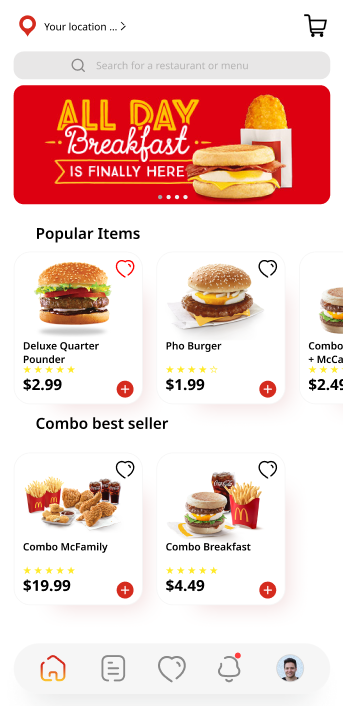 Your location ...
Search for a restaurant or menu
ALL DAY
Breakfast
IS FINALLY HERE
Popular Items
Deluxe Quarter
Pounder
$2.99
Pho Burger
$1.99
Combo
+ McCa
$2.49
Combo best seller
Combo McFamily
$19.99
Combo Breakfast
$4.49